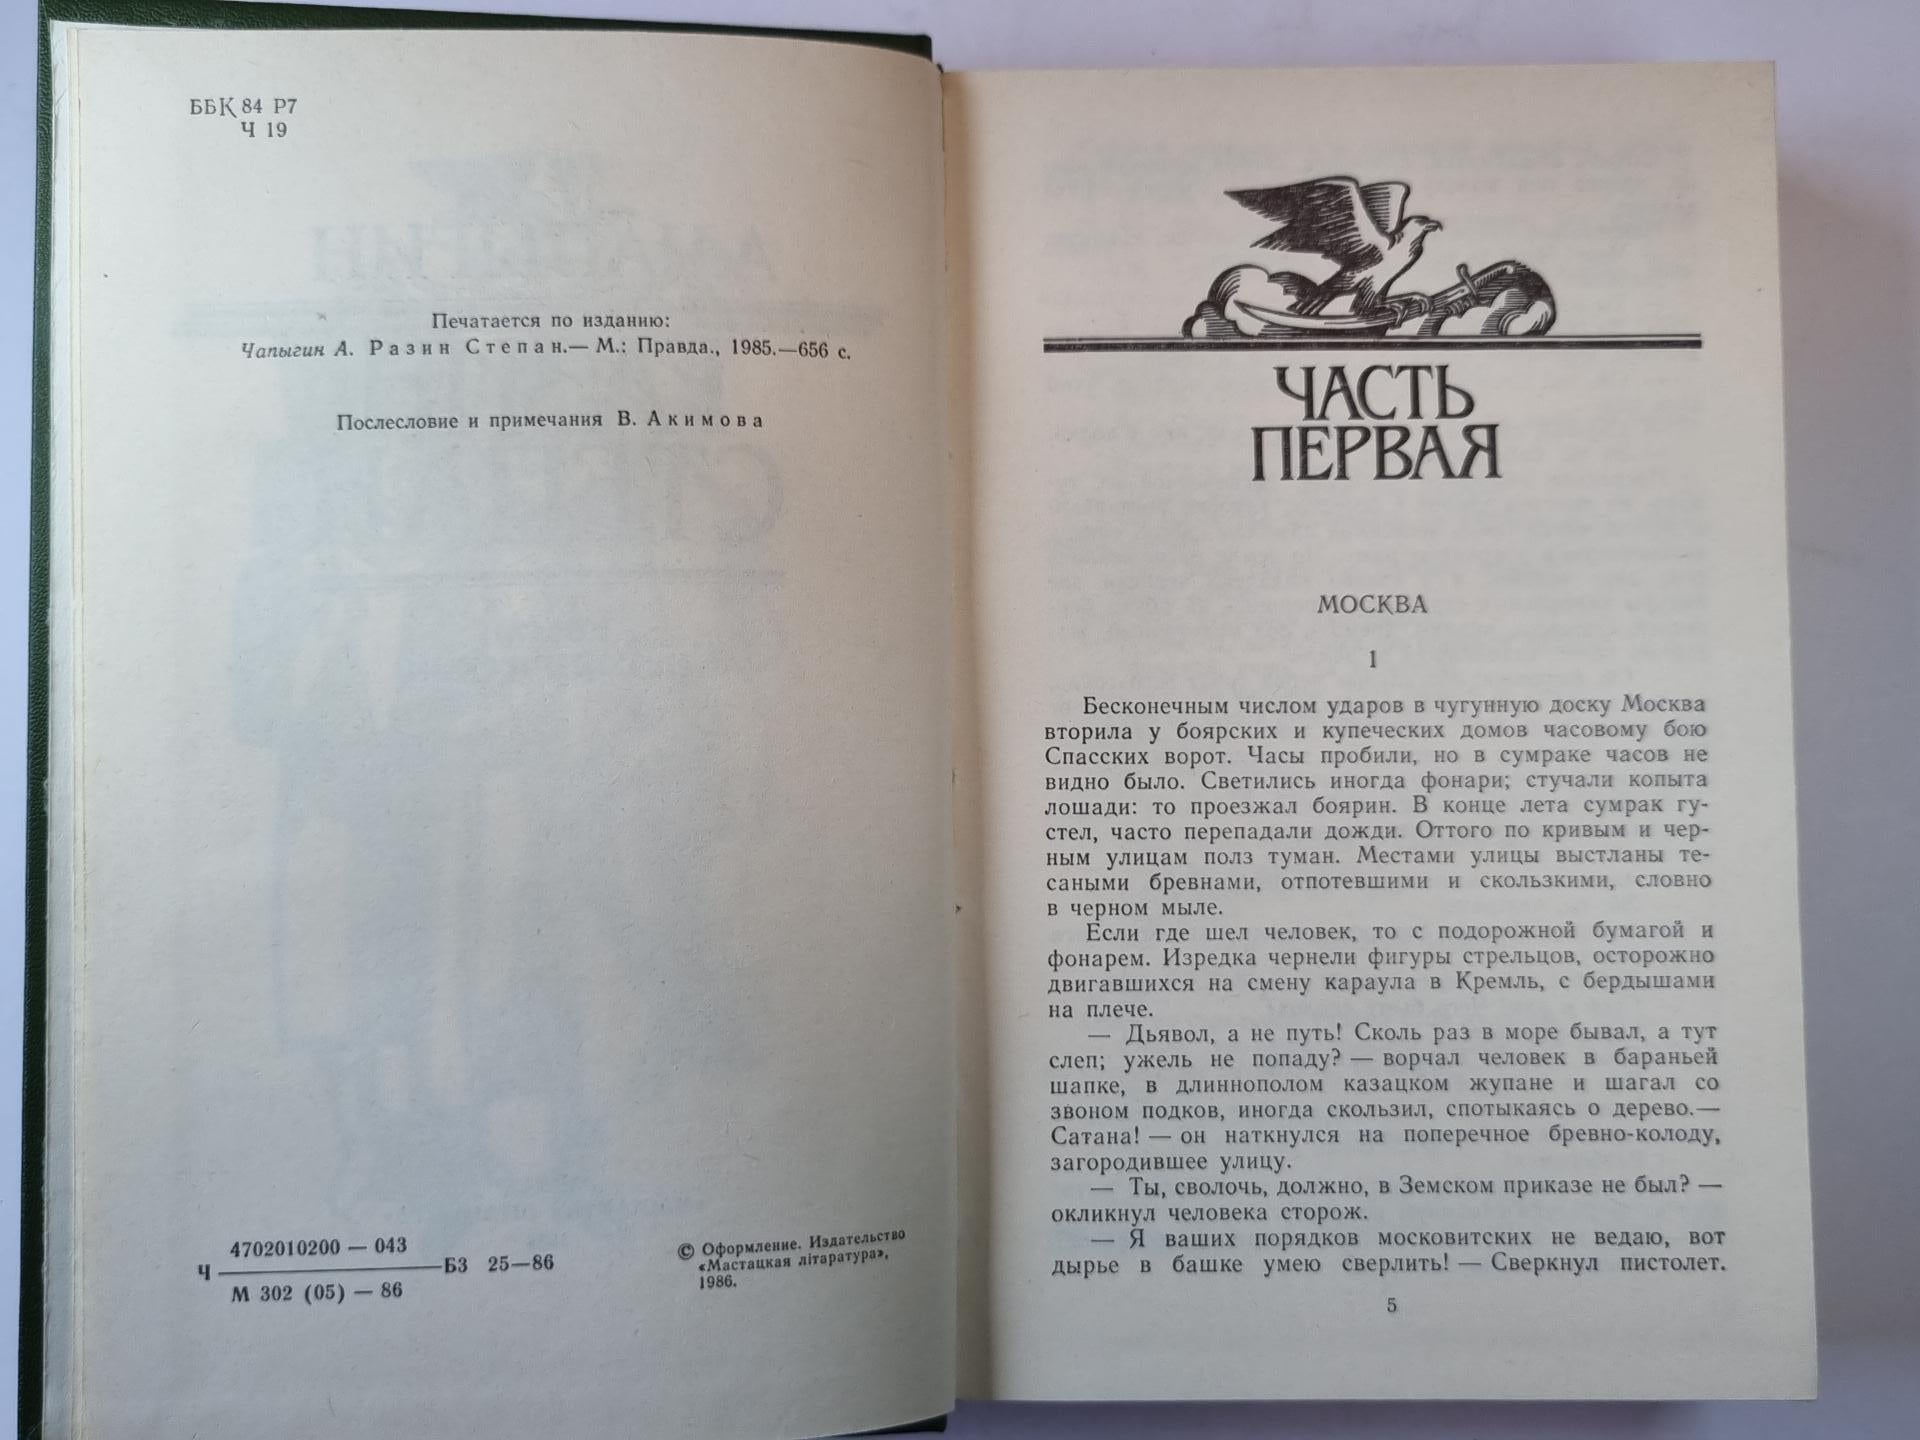 ББК 84 Р7
Ч 19
Печатается по изданию:
Чапыгин А. Разин Степан.— М.: Правда., 1985.—656 с.
Послесловие и примечания В. Акимова
Ч 4702010200 — 043
М 302 (05) — 86
БЗ 25—86
© Оформление. Издательство
«Мастацкая літаратура»,
1986.
ЧАСТЬ
ПЕРВАЯ
МОСКВА
1
Бесконечным числом ударов в чугунную доску Москва
вторила у боярских и купеческих домов часовому бою
Спасских ворот. Часы пробили, но в сумраке часов не
видно было. Светились иногда фонари; стучали копыта
лошади: то проезжал боярин. В конце лета сумрак гу-
стел, часто перепадали дожди. Оттого по кривым и чер-
ным улицам полз туман. Местами улицы выстланы те-
саными бревнами, отпотевшими и скользкими, словно
в черном мыле.
Если где шел человек, то с подорожной бумагой и
фонарем. Изредка чернели фигуры стрельцов, осторожно
двигавшихся на смену караула в Кремль, с бердышами
на плече.
— Дьявол, а не путь! Сколь раз в море бывал, а тут
слеп; ужель не попаду? — ворчал человек в бараньей
шапке, в длиннополом казацком жупане и шагал со
звоном подков, иногда скользил, спотыкаясь о дерево.—
Сатана! — он наткнулся на поперечное бревно-колоду,
загородившее улицу.
— Ты, сволочь, должно, в Земском приказе не был? —
окликнул человека сторож.
— Я ваших порядков московитских не ведаю, вот
дырье в башке умею сверлить! — Сверкнул пистолет.
5